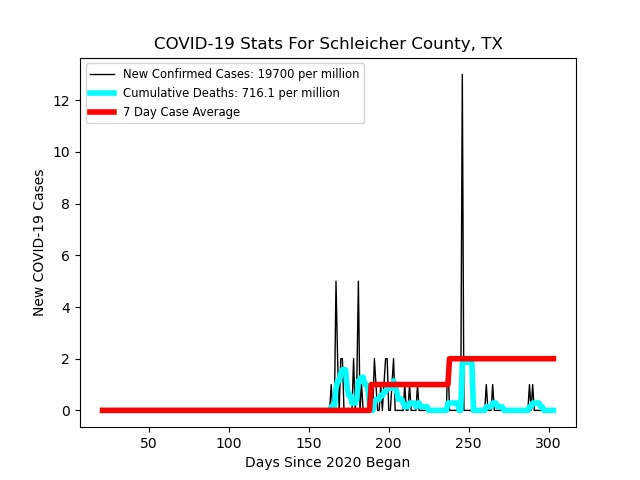 COVID-19 Stats For Schleicher County, TX
New Confirmed Cases: 19700 per million
Cumulative Deaths: 716.1 per million
7 Day Case Average
New COVID-19 Cases
12
10
8
6
4
2
0
50 100 150 200 250 300
Days Since 2020 Began